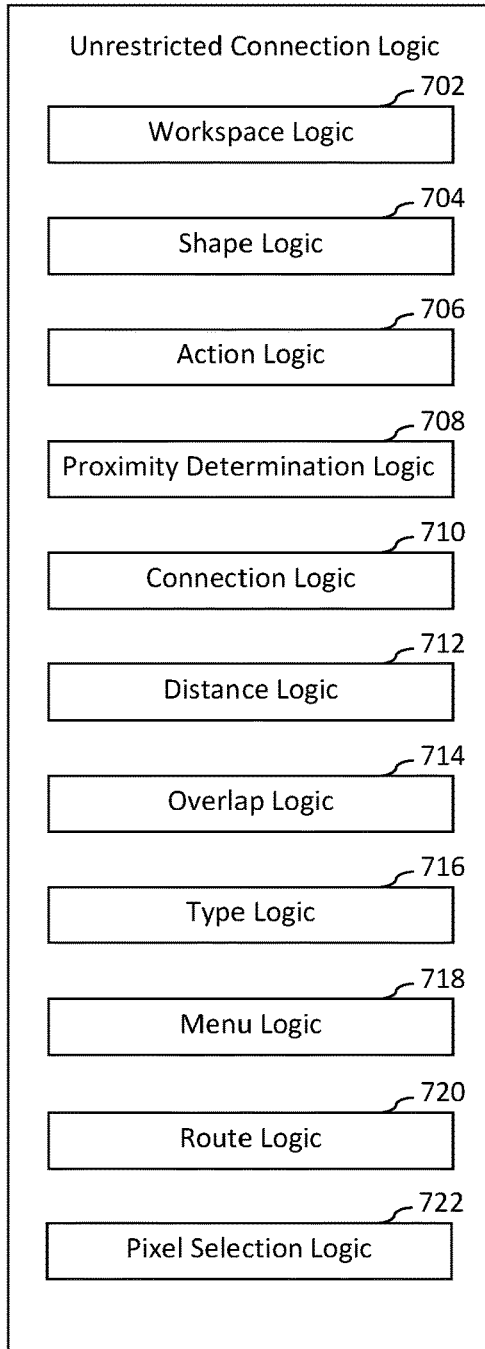 Unrestricted Connection Logic
702
Workspace Logic
704
Shape Logic
706
Action Logic
708
Proximity Determination Logic
710
Connection Logic
712
Distance Logic
714
Overlap Logic
716
Type Logic
718
Menu Logic
720
Route Logic
722
Pixel Selection Logic